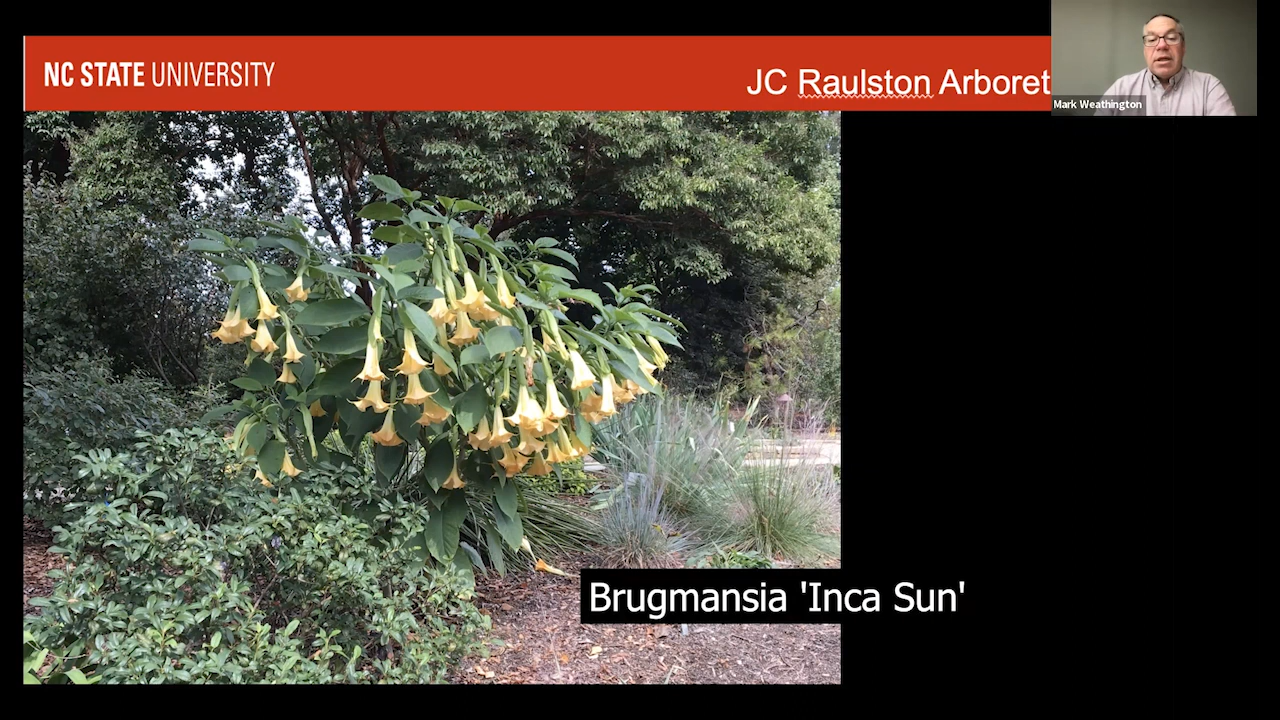 NC STATE UNIVERSITY
JC Raulston Arboret
Mark Weathington
Brugmansia 'Inca Sun'